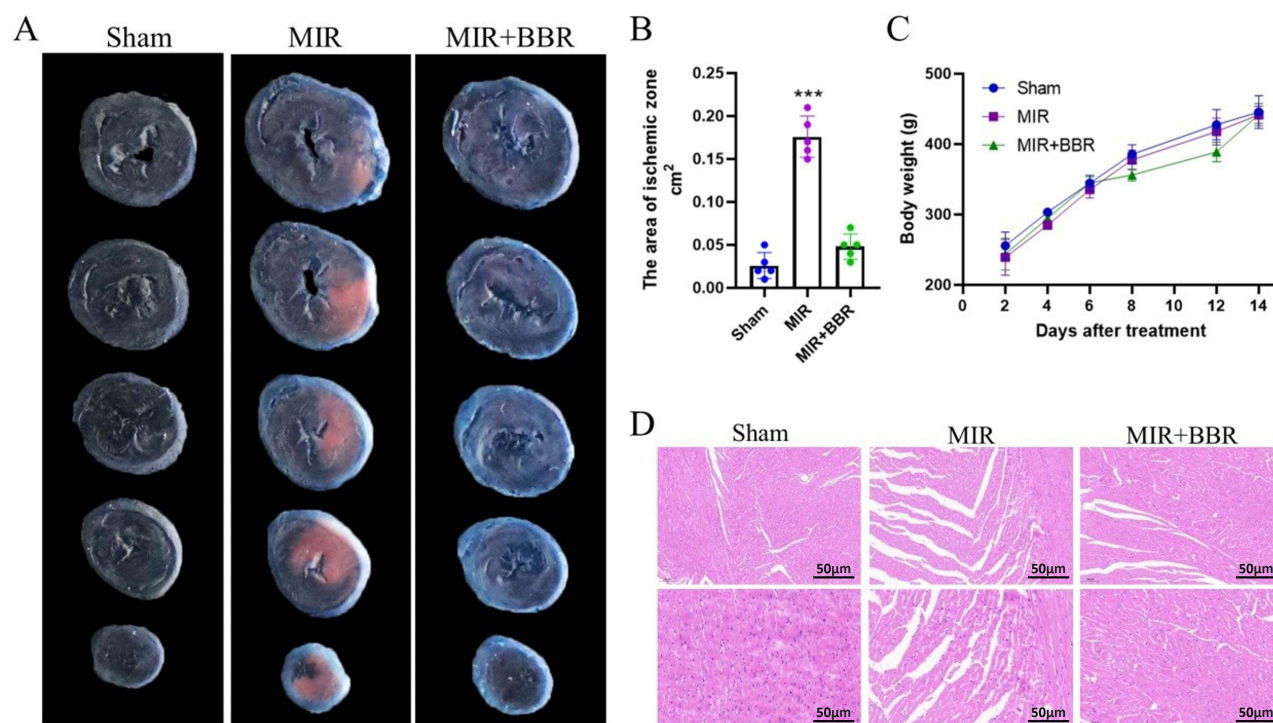 A
Sham
MIR
MIR+BBR
B
The area of ischemic zone
cm²
0.25
0.20
0.15
0.10
0.05
0.00
***
Sham
MIR
MIR+BBR
C
Body weight (g)
500
400
300
200
Sham
MIR
MIR+BBR
0 2 4 6 8 10 12 14
Days after treatment
D
Sham
MIR
MIR+BBR
50μm
50μm
50μm
50μm
50μm
50μm